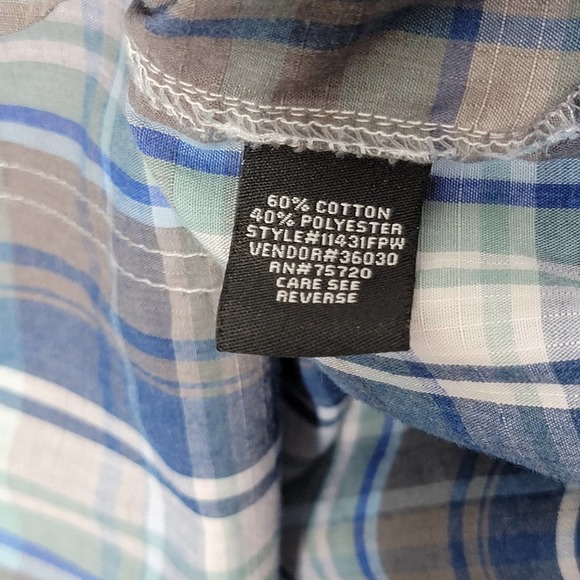 60% COTTON
40% POLYESTER
STYLE#11431FPW
VENDOR#36030
RN#75720
CARE SEE
REVERSE